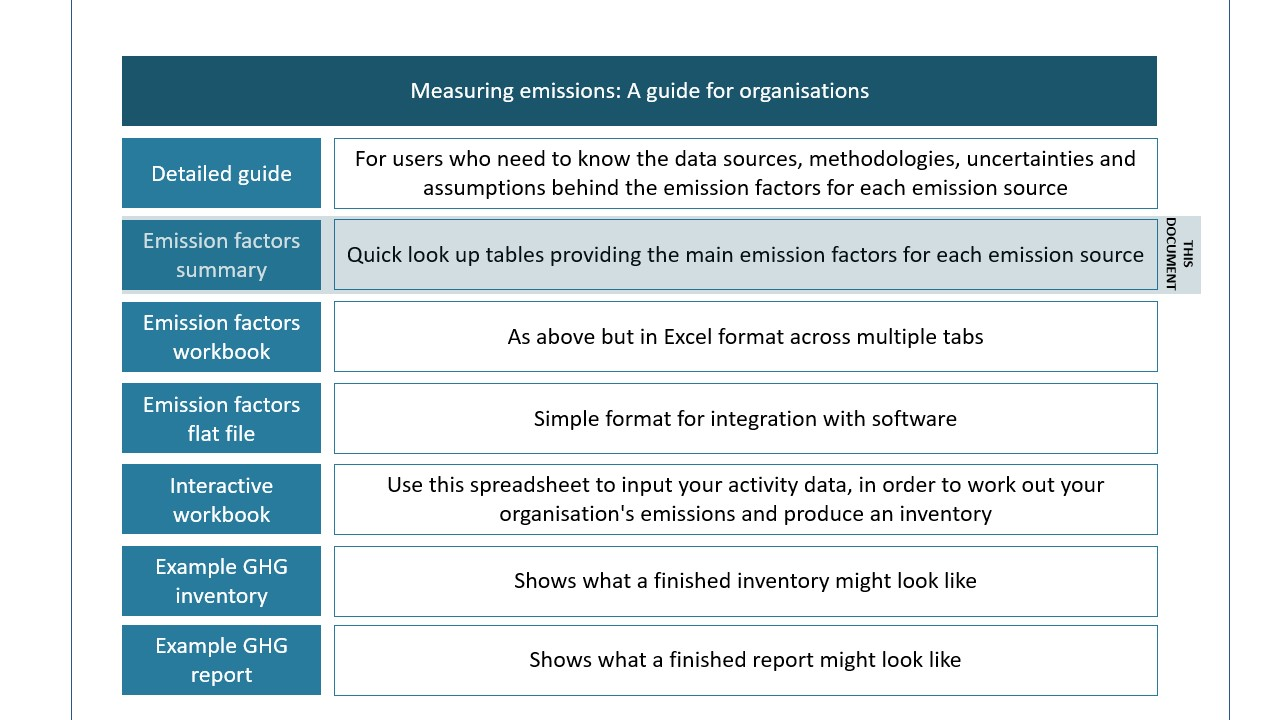 Measuring emissions: A guide for organisations
Detailed guide
For users who need to know the data sources, methodologies, uncertainties and
assumptions behind the emission factors for each emission source
Emission factors
summary
Quick look up tables providing the main emission factors for each emission source
THIS
DOCUMENT
Emission factors
workbook
As above but in Excel format across multiple tabs
Emission factors
flat file
Simple format for integration with software
Interactive
workbook
Use this spreadsheet to input your activity data, in order to work out your
organisation's emissions and produce an inventory
Example GHG
inventory
Shows what a finished inventory might look like
Example GHG
report
Shows what a finished report might look like